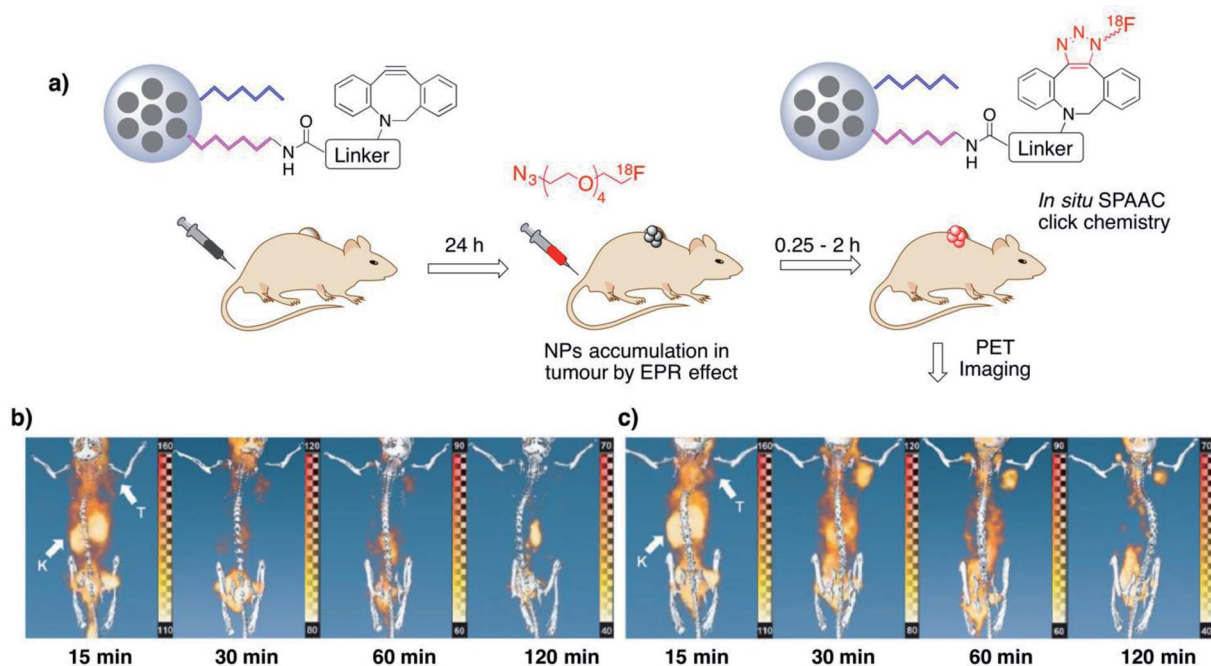 a)
N
NH
O
Linker
N N N 18F
N
NH
O
Linker
N3 ( O ) 4 18F
In situ SPAAC
click chemistry
24 h
0.25 - 2 h
NPs accumulation in
tumour by EPR effect
PET
Imaging
b)
160
120
90
70
T
K
110
80
60
40
15 min
30 min
60 min
120 min
c)
160
120
90
70
T
K
110
80
60
40
15 min
30 min
60 min
120 min